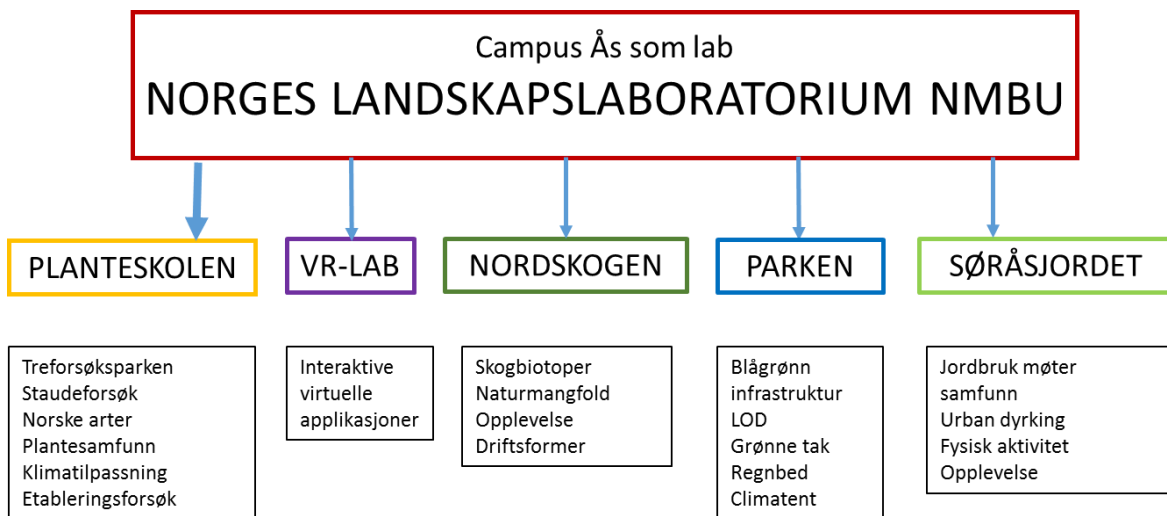 Campus Ås som lab
NORGES LANDSKAPSLABORATORIUM NMBU
PLANTESKOLEN
VR-LAB
NORDSKOGEN
PARKEN
SØRÅSJORDET
Treforsøksparken
Staudeforsøk
Norske arter
Plantesamfunn
Klimatilpassning
Etableringsforsøk
Interaktive
virtuelle
applikasjoner
Skogbiotoper
Naturmangfold
Opplevelse
Driftsformer
Blågrønn
infrastruktur
LOD
Grønne tak
Regnbed
Climatent
Jordbruk møter
samfunn
Urban dyrking
Fysisk aktivitet
Opplevelse